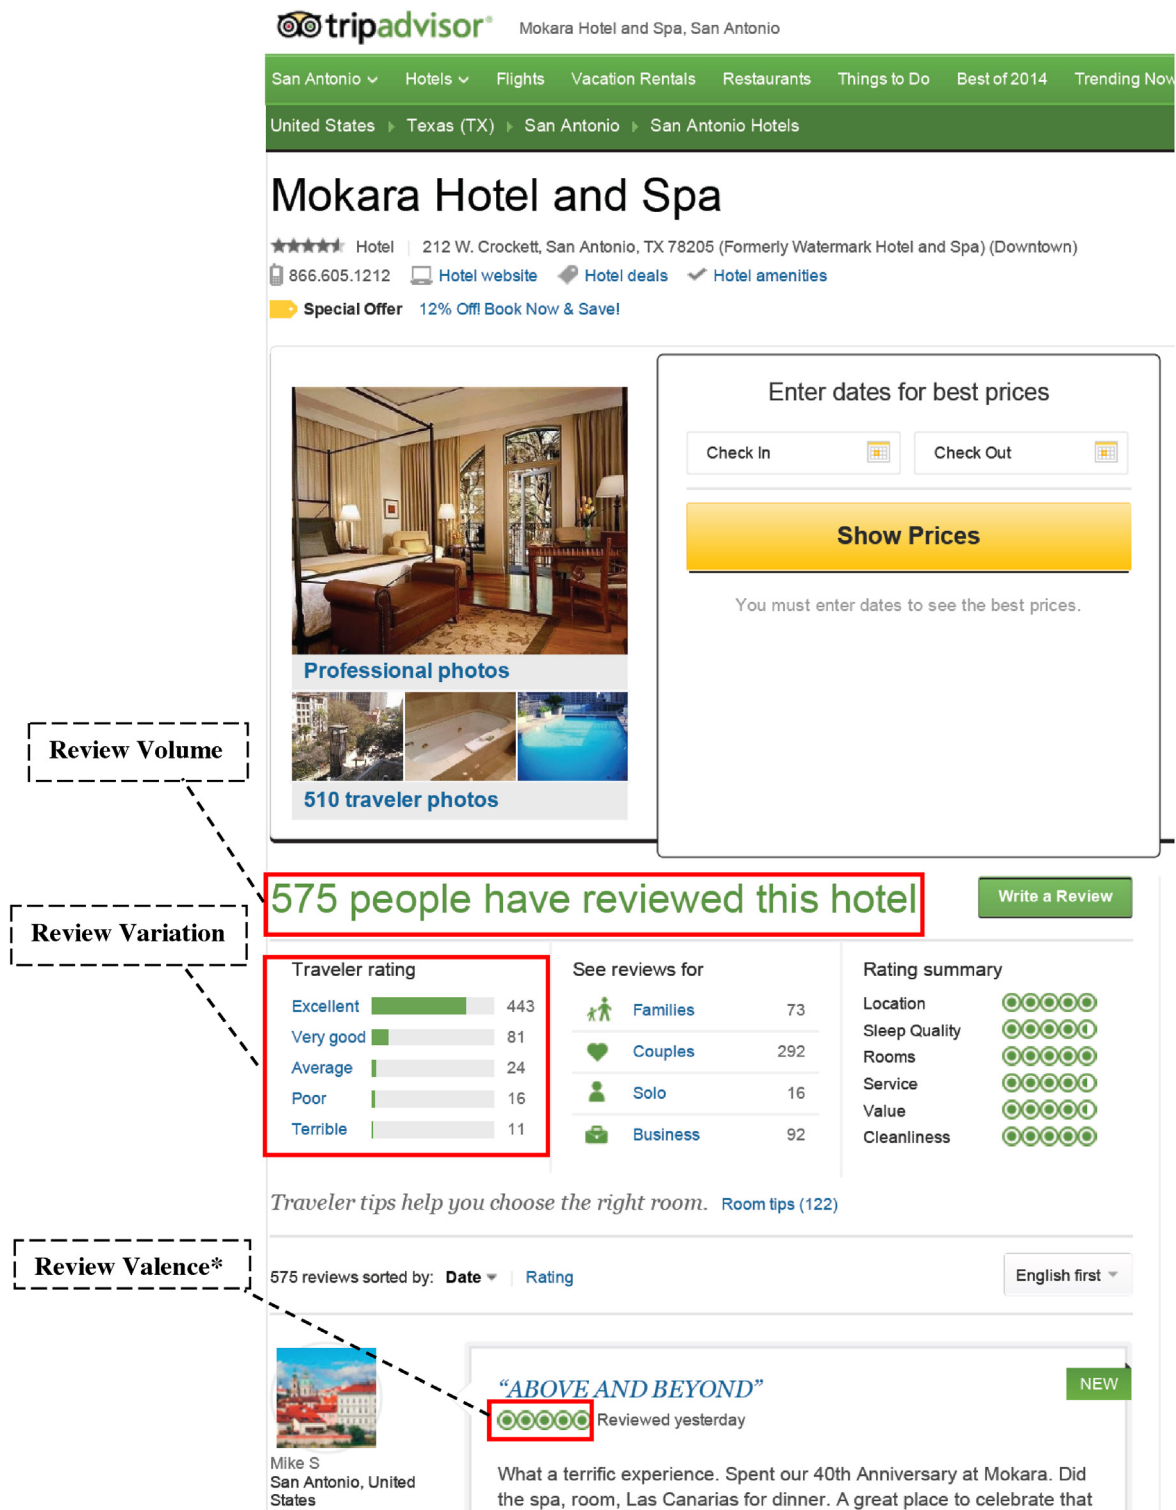 tripadvisor®
Mokara Hotel and Spa, San Antonio
San Antonio Hotels Flights Vacation Rentals Restaurants Things to Do Best of 2014 Trending Now
United States Texas (TX) San Antonio San Antonio Hotels
Mokara Hotel and Spa
Hotel | 212 W. Crockett, San Antonio, TX 78205 (Formerly Watermark Hotel and Spa) (Downtown)
866.605.1212 Hotel website Hotel deals Hotel amenities
Special Offer 12% Off! Book Now & Save!
Enter dates for best prices
Check In Check Out
Show Prices
You must enter dates to see the best prices.
Professional photos
510 traveler photos
Review Volume
575 people have reviewed this hotel
Write a Review
Review Variation
Traveler rating
Excellent 443
Very good 81
Average 24
Poor 16
Terrible 11
See reviews for
Families 73
Couples 292
Solo 16
Business 92
Rating summary
Location
Sleep Quality
Rooms
Service
Value
Cleanliness
Traveler tips help you choose the right room. Room tips (122)
Review Valence*
575 reviews sorted by: Date | Rating
English first
Mike S
San Antonio, United
States
“ABOVE AND BEYOND”
NEW
Reviewed yesterday
What a terrific experience. Spent our 40th Anniversary at Mokara. Did
the spa, room, Las Canarias for dinner. A great place to celebrate that